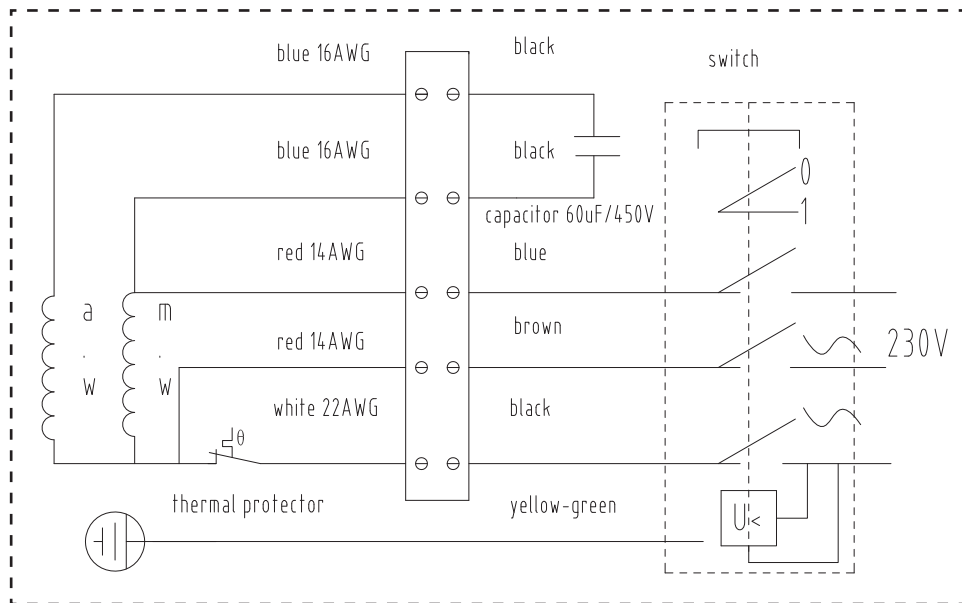 blue 16AWG
black
switch
blue 16AWG
black
0
1
capacitor 60uF/450V
red 14AWG
blue
a.w
m.w
brown
red 14AWG
230V
white 22AWG
black
θ
thermal protector
yellow-green
U<